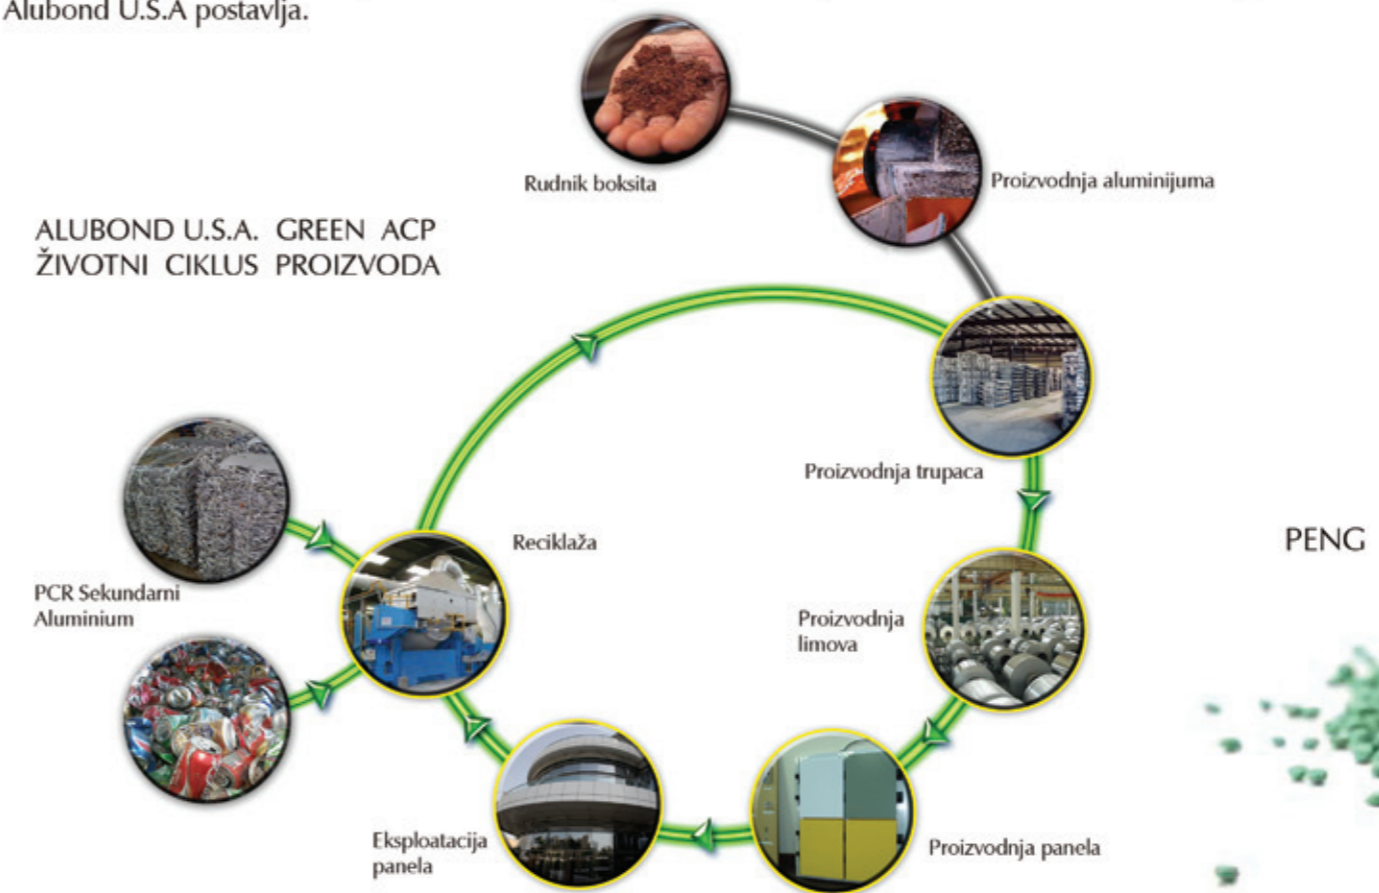 Alubond U.S.A postavlja.
Rudnik boksita
Proizvodnja aluminijuma
ALUBOND U.S.A. GREEN ACP
ŽIVOTNI CIKLUS PROIZVODA
Proizvodnja trupaca
Reciklaža
PENG
PCR Sekundarni
Aluminium
Proizvodnja
limova
Eksploatacija
panela
Proizvodnja panela